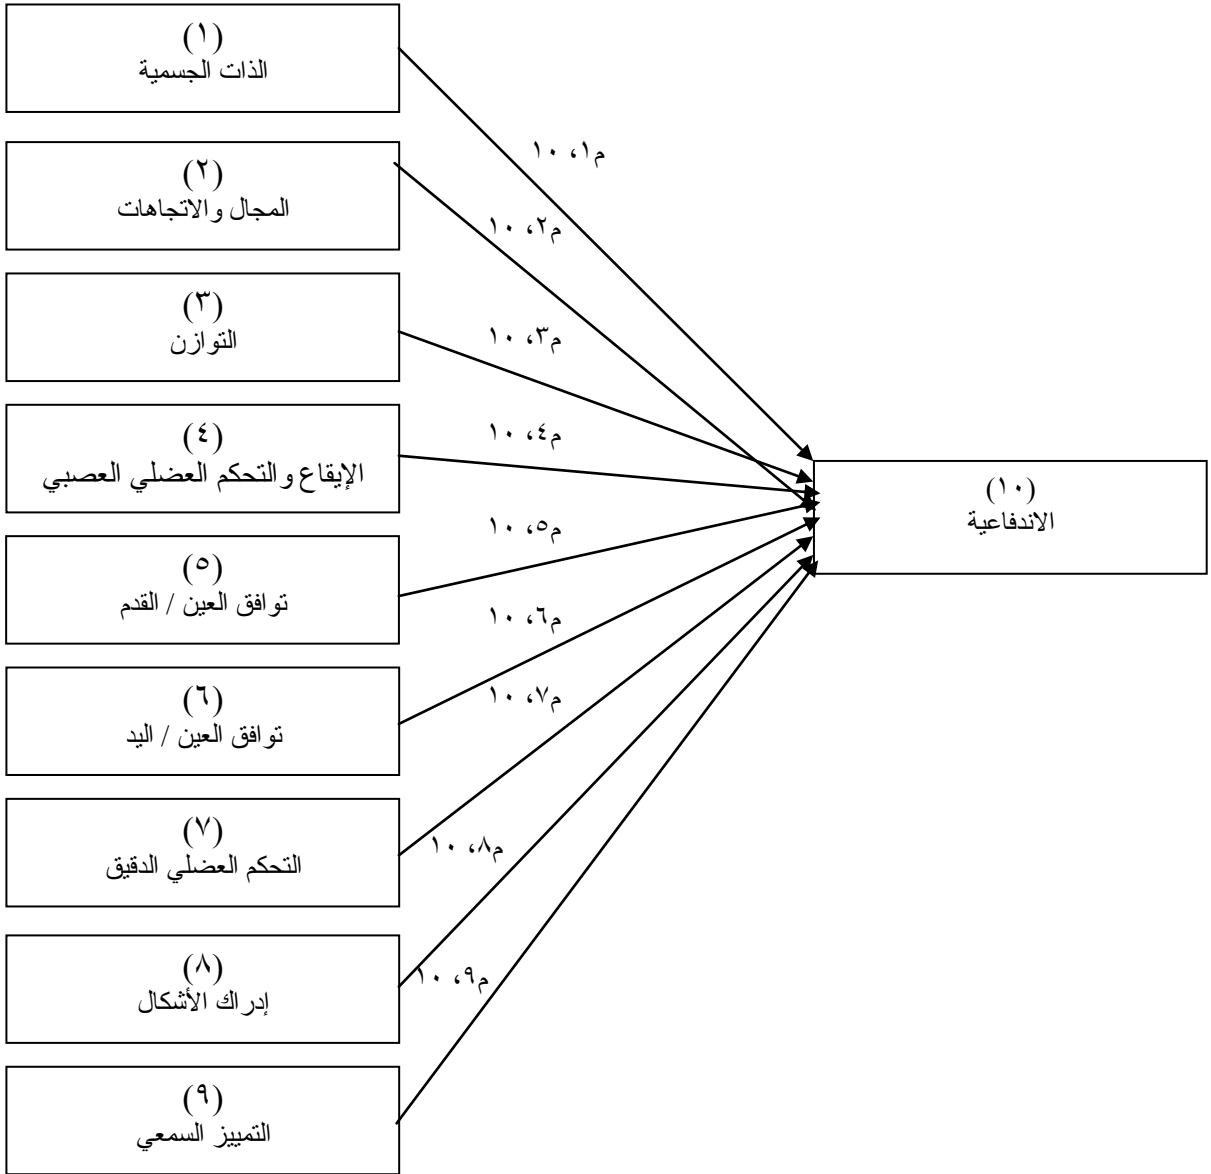 (١)
الذات الجسمية
م١، ١٠
(٢)
المجال والاتجاهات
م٢، ١٠
(٣)
التوازن
م٣، ١٠
(٤)
الإيقاع والتحكم العضلي العصبي
م٤، ١٠
(١٠)
الاندفاعية
(٥)
توافق العين / القدم
م٥، ١٠
م٦، ١٠
(٦)
توافق العين / اليد
م٧، ١٠
(٧)
التحكم العضلي الدقيق
م٨، ١٠
(٨)
إدراك الأشكال
م٩، ١٠
(٩)
التمييز السمعي